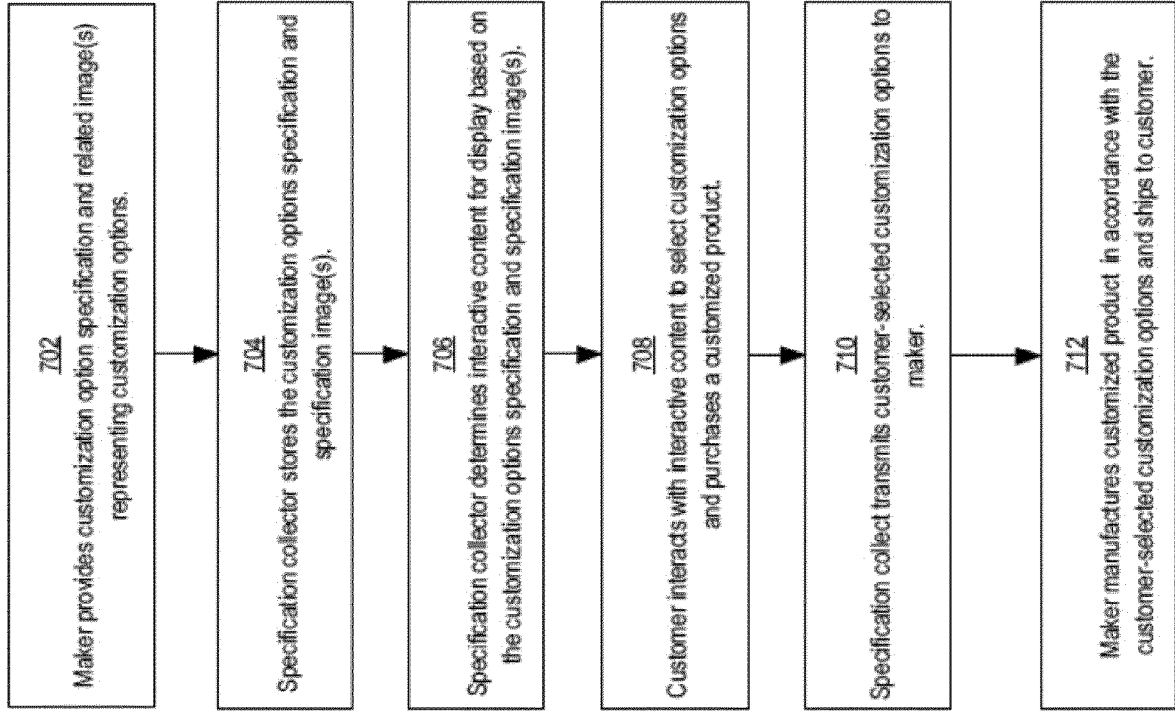 702
Maker provides customization option specification and related image(s)
representing customization options.
704
Specification collector stores the customization options specification and
specification image(s).
706
Specification collector determines interactive content for display based on
the customization options specification and specification image(s).
708
Customer interacts with interactive content to select customization options
and purchases a customized product.
710
Specification collect transmits customer-selected customization options to
maker.
712
Maker manufactures customized product in accordance with the
customer-selected customization options and ships to customer.